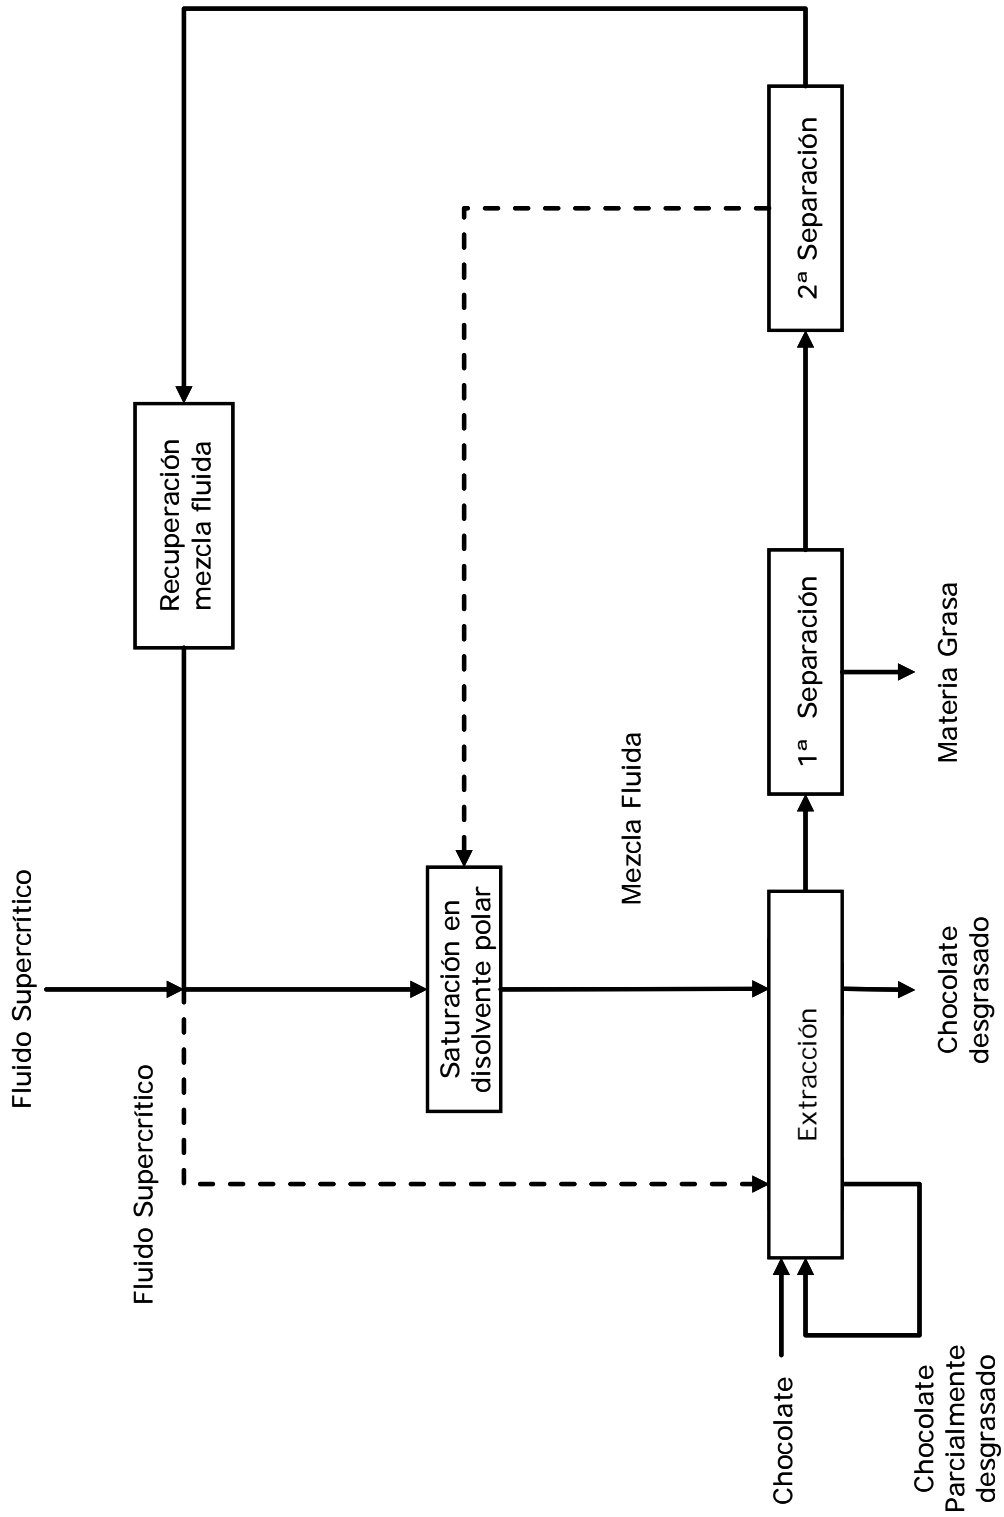 Fluido Supercrítico
Fluido Supercrítico
Recuperación
mezcla fluida
Saturación en
disolvente polar
Mezcla Fluida
Chocolate
Extracción
1ª Separación
2ª Separación
Chocolate
Parcialmente
desgrasado
Chocolate
desgrasado
Materia Grasa